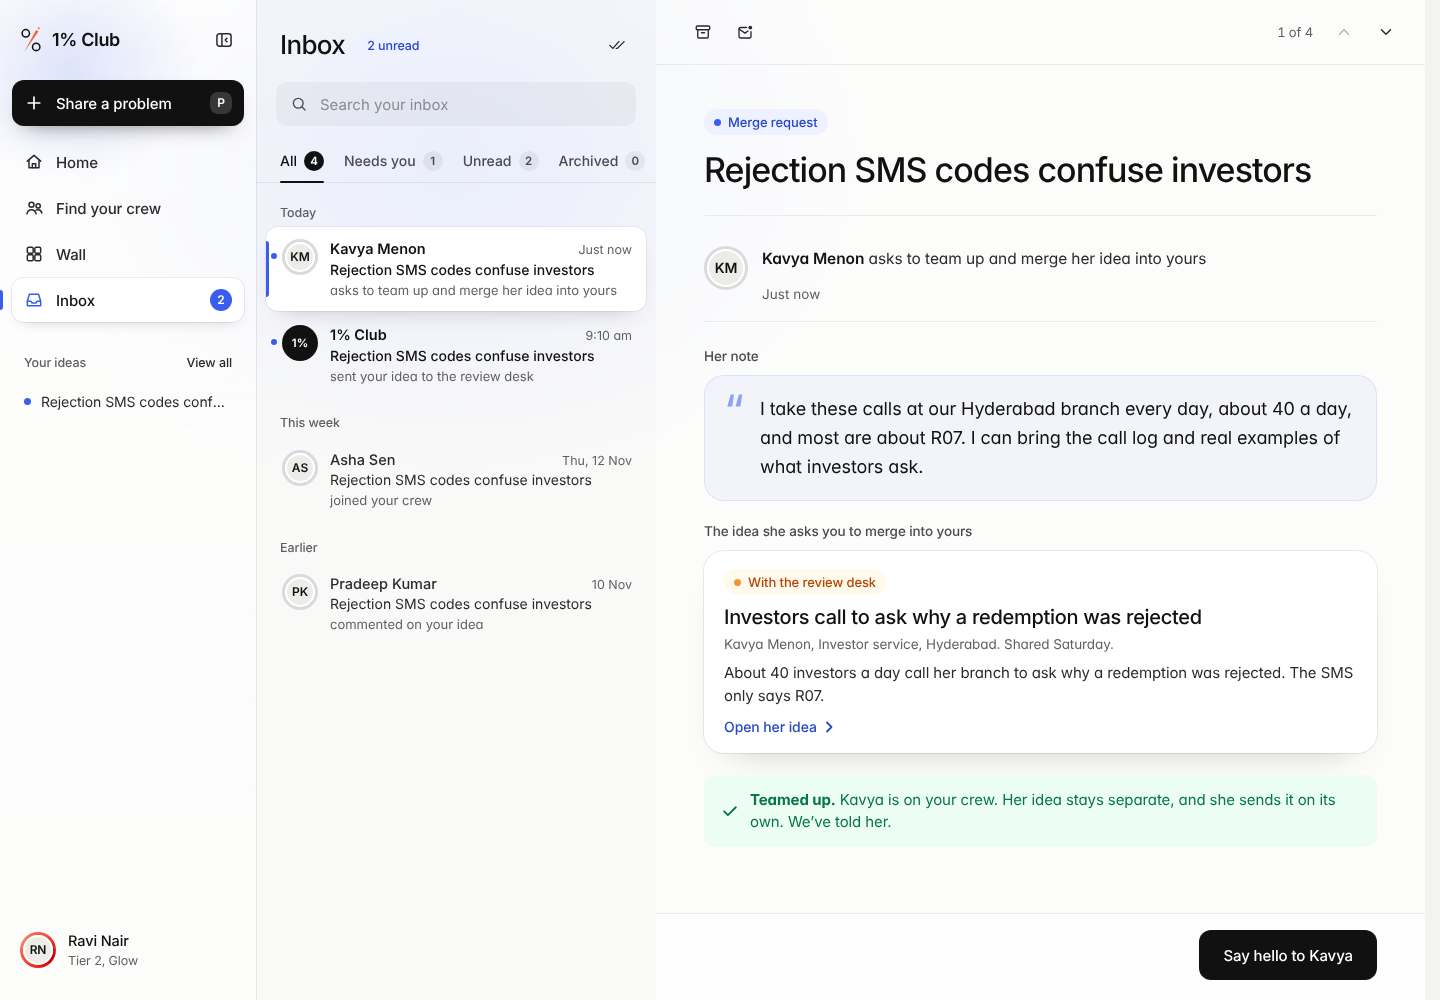 1% Club
Share a problem P
Home
Find your crew
Wall
Inbox 2
Your ideas View all
Rejection SMS codes conf...
RN
Ravi Nair
Tier 2, Glow
Inbox 2 unread
Search your inbox
All 4 Needs you 1 Unread 2 Archived 0
Today
KM
Kavya Menon Just now
Rejection SMS codes confuse investors
asks to team up and merge her idea into yours
1%
1% Club 9:10 am
Rejection SMS codes confuse investors
sent your idea to the review desk
This week
AS
Asha Sen Thu, 12 Nov
Rejection SMS codes confuse investors
joined your crew
Earlier
PK
Pradeep Kumar 10 Nov
Rejection SMS codes confuse investors
commented on your idea
1 of 4
Merge request
Rejection SMS codes confuse investors
KM
Kavya Menon asks to team up and merge her idea into yours
Just now
Her note
“
I take these calls at our Hyderabad branch every day, about 40 a day,
and most are about R07. I can bring the call log and real examples of
what investors ask.
The idea she asks you to merge into yours
With the review desk
Investors call to ask why a redemption was rejected
Kavya Menon, Investor service, Hyderabad. Shared Saturday.
About 40 investors a day call her branch to ask why a redemption was rejected. The SMS
only says R07.
Open her idea
Teamed up. Kavya is on your crew. Her idea stays separate, and she sends it on its
own. We’ve told her.
Say hello to Kavya